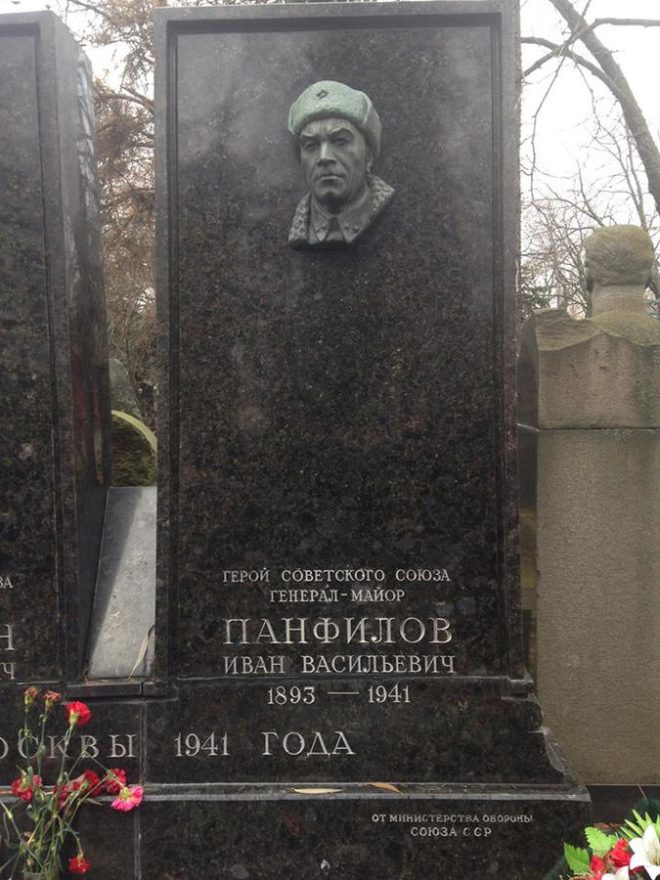 ГЕРОЙ СОВЕТСКОГО СОЮЗА
ГЕНЕРАЛ-МАЙОР
ПАНФИЛОВ
ИВАН ВАСИЛЬЕВИЧ
1893 — 1941
ОСКВЫ 1941 ГОДА
ОТ МИНИСТЕРСТВА ОБОРОНЫ
СОЮЗА ССР